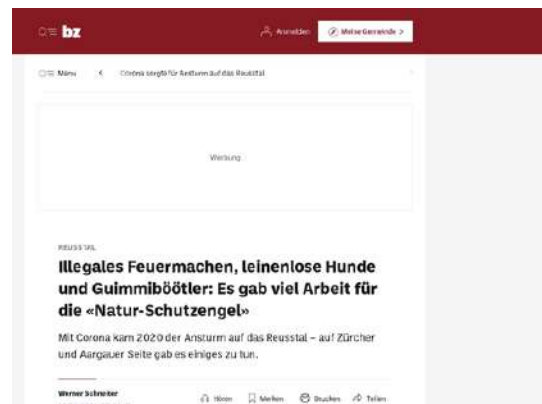 bz
Anmelden
Meine Gemeinde >
Menu
Corona sorgte für Ansturm auf das Reusstal
Werbung
REUSSTAL
Illegales Feuermachen, leinenlose Hunde
und Guimmiböötler: Es gab viel Arbeit für
die «Natur-Schutzengel»
Mit Corona kam 2020 der Ansturm auf das Reusstal – auf Zürcher
und Aargauer Seite gab es einiges zu tun.
Werner Schneiter
Hören
Merken
Drucken
Teilen